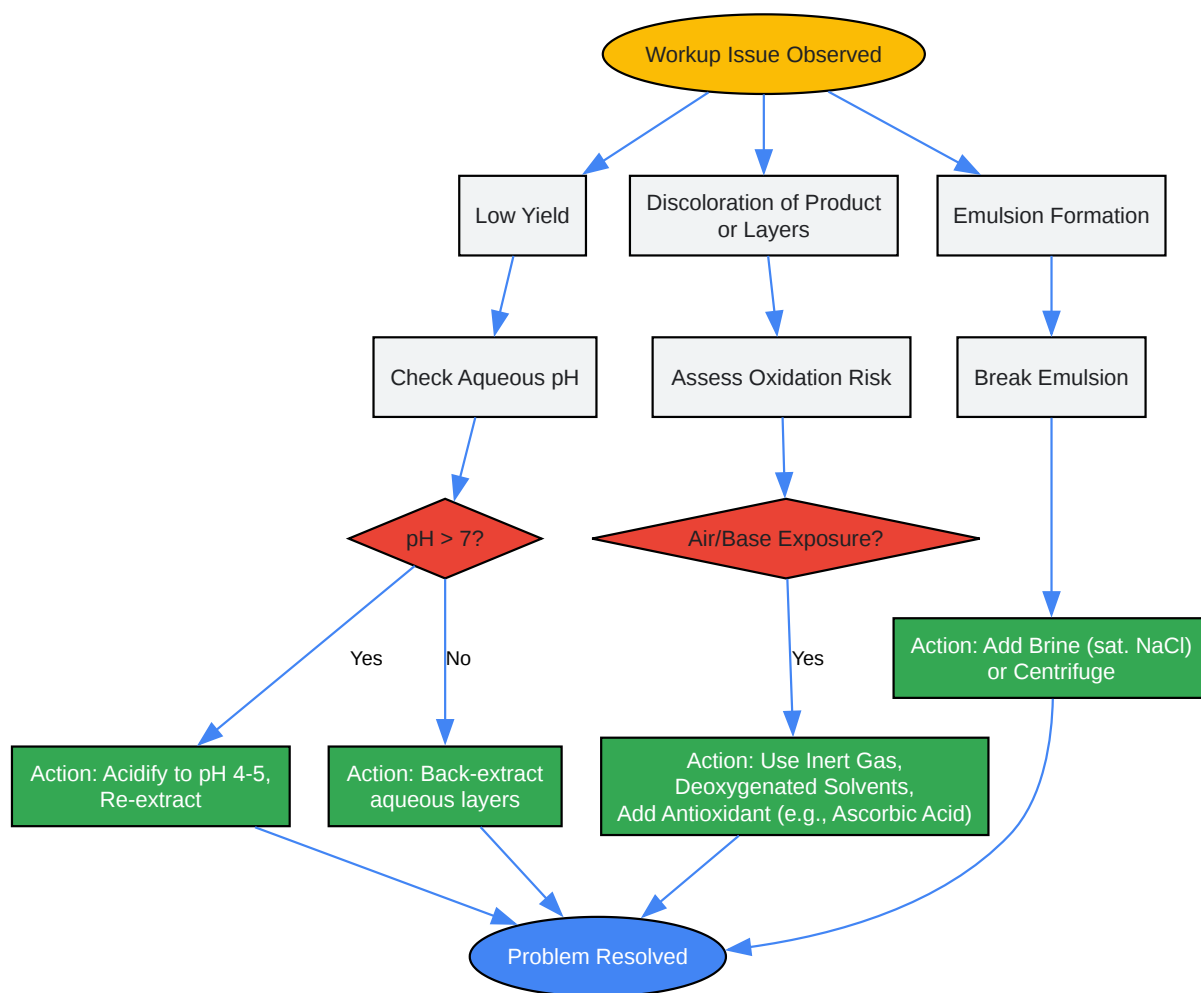 Workup Issue Observed
Low Yield
Discoloration of Product
or Layers
Emulsion Formation
Check Aqueous pH
Assess Oxidation Risk
Break Emulsion
pH > 7?
Air/Base Exposure?
Yes
No
Yes
Action: Add Brine (sat. NaCl)
or Centrifuge
Action: Acidify to pH 4-5,
Re-extract
Action: Back-extract
aqueous layers
Action: Use Inert Gas,
Deoxygenated Solvents,
Add Antioxidant (e.g., Ascorbic Acid)
Problem Resolved